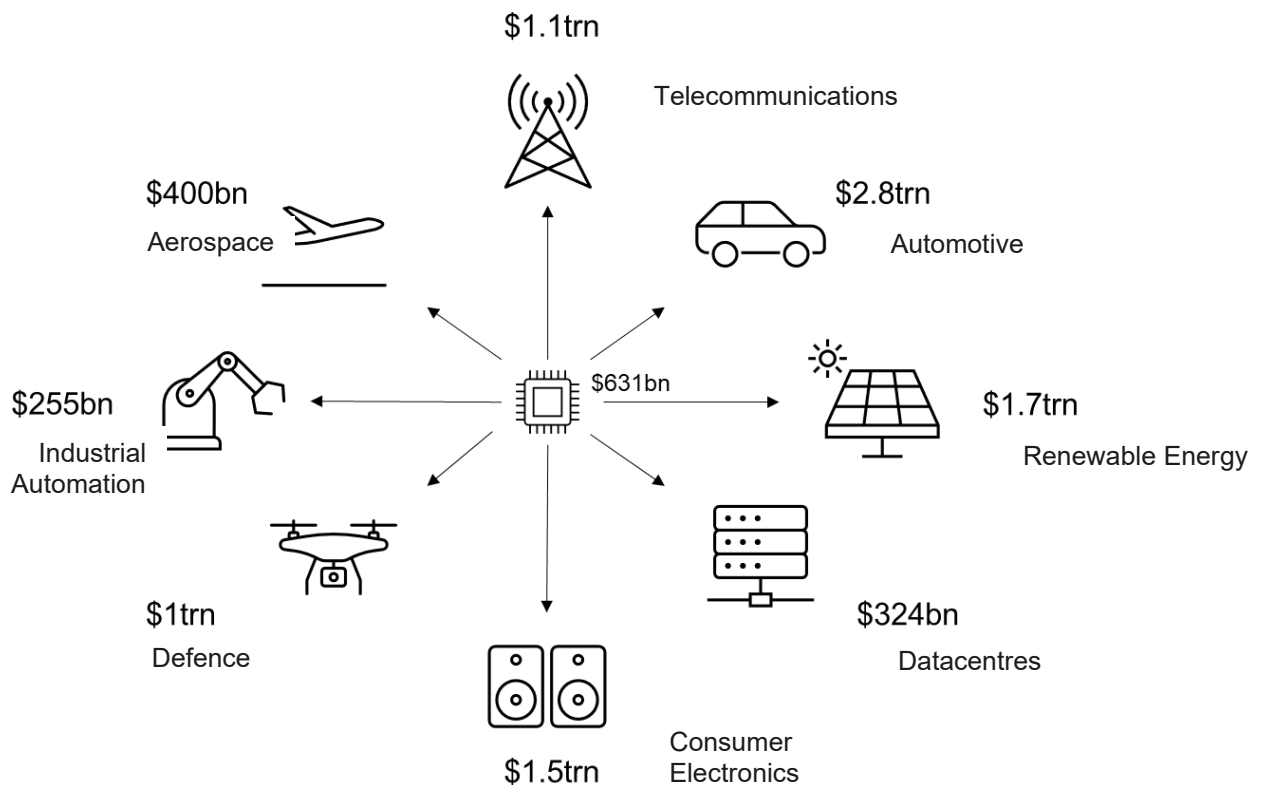 $1.1trn
Telecommunications
$400bn
Aerospace
$2.8trn
Automotive
$631bn
$255bn
Industrial
Automation
$1.7trn
Renewable Energy
$1trn
Defence
$324bn
Datacentres
$1.5trn
Consumer
Electronics